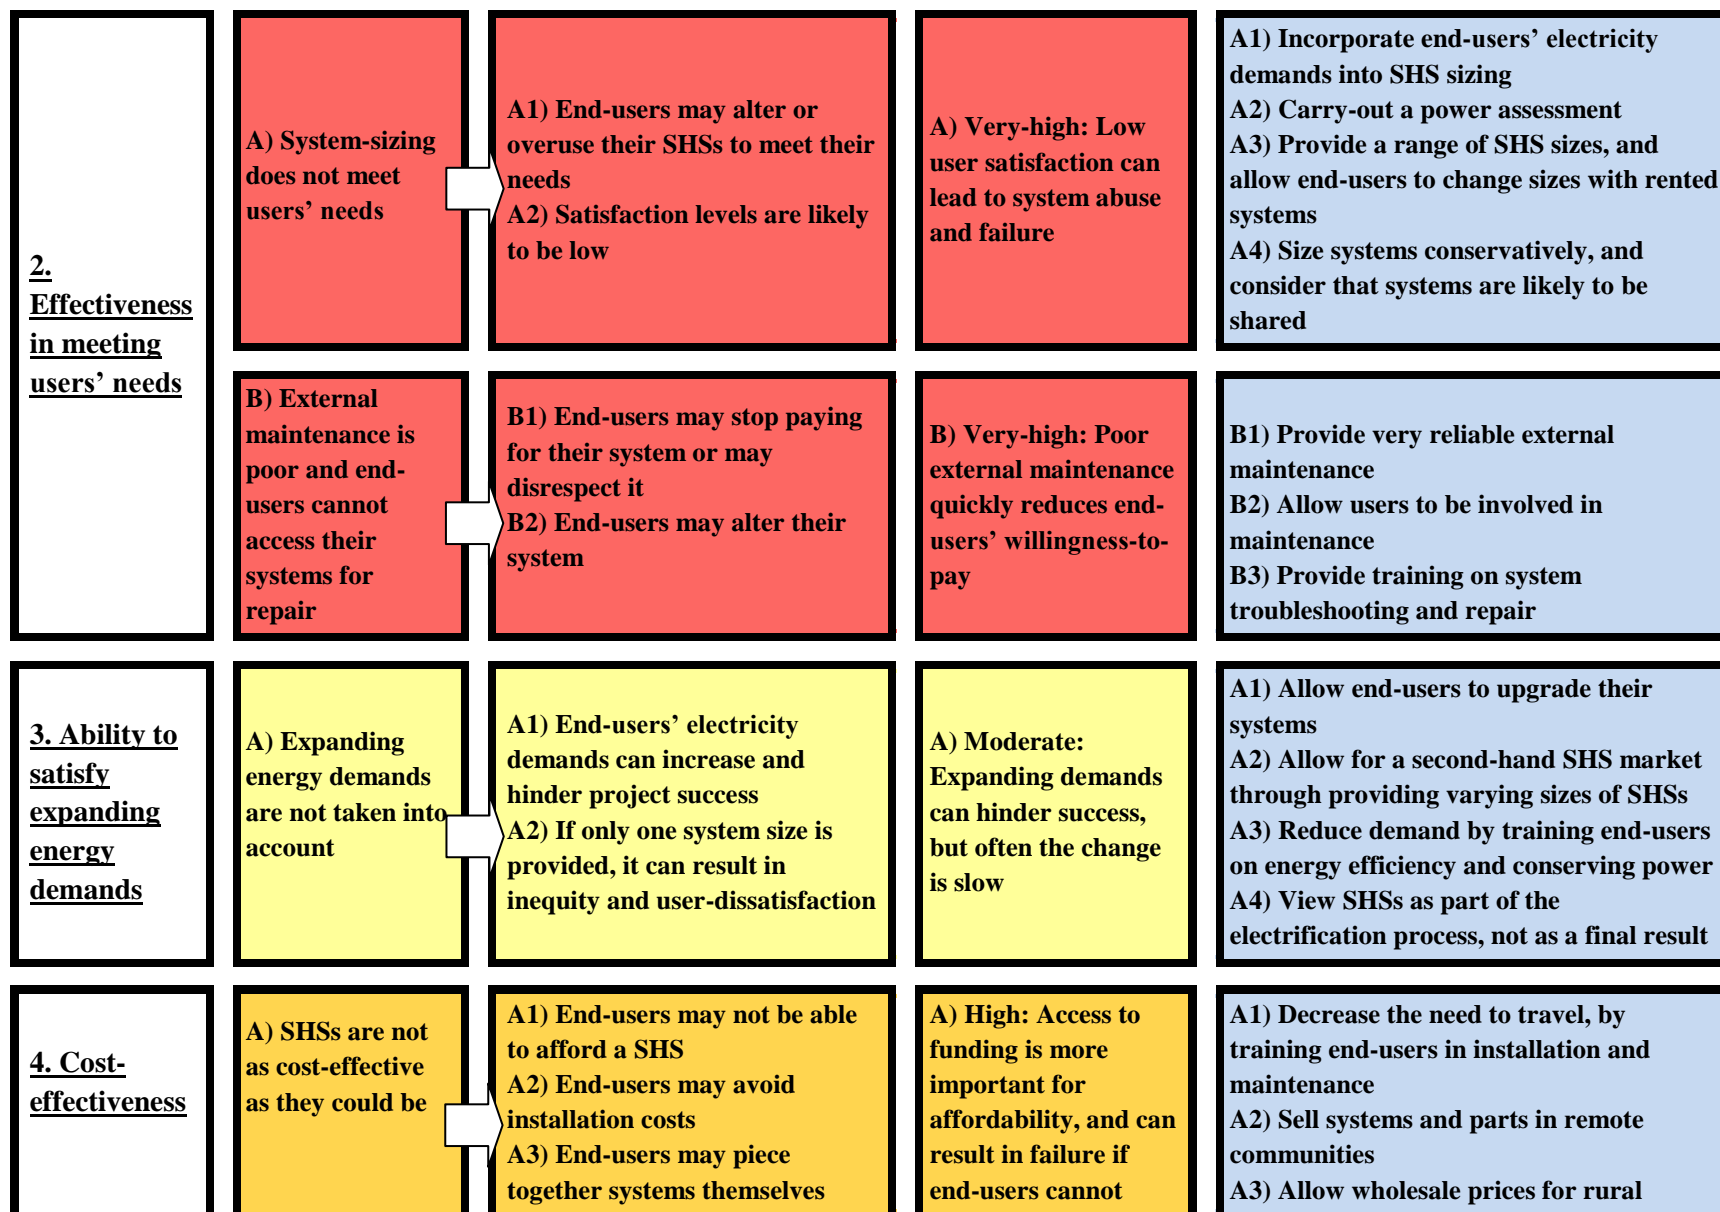 2.
Effectiveness
in meeting
users’ needs
A) System-sizing
does not meet
users’ needs
A1) End-users may alter or
overuse their SHSs to meet their
needs
A2) Satisfaction levels are likely
to be low
A) Very-high: Low
user satisfaction can
lead to system abuse
and failure
A1) Incorporate end-users’ electricity
demands into SHS sizing
A2) Carry-out a power assessment
A3) Provide a range of SHS sizes, and
allow end-users to change sizes with rented
systems
A4) Size systems conservatively, and
consider that systems are likely to be
shared
B) External
maintenance is
poor and end-
users cannot
access their
systems for
repair
B1) End-users may stop paying
for their system or may
disrespect it
B2) End-users may alter their
system
B) Very-high: Poor
external maintenance
quickly reduces end-
users’ willingness-to-
pay
B1) Provide very reliable external
maintenance
B2) Allow users to be involved in
maintenance
B3) Provide training on system
troubleshooting and repair
3. Ability to
satisfy
expanding
energy
demands
A) Expanding
energy demands
are not taken into
account
A1) End-users’ electricity
demands can increase and
hinder project success
A2) If only one system size is
provided, it can result in
inequity and user-dissatisfaction
A) Moderate:
Expanding demands
can hinder success,
but often the change
is slow
A1) Allow end-users to upgrade their
systems
A2) Allow for a second-hand SHS market
through providing varying sizes of SHSs
A3) Reduce demand by training end-users
on energy efficiency and conserving power
A4) View SHSs as part of the
electrification process, not as a final result
4. Cost-
effectiveness
A) SHSs are not
as cost-effective
as they could be
A1) End-users may not be able
to afford a SHS
A2) End-users may avoid
installation costs
A3) End-users may piece
together systems themselves
A) High: Access to
funding is more
important for
affordability, and can
result in failure if
end-users cannot
A1) Decrease the need to travel, by
training end-users in installation and
maintenance
A2) Sell systems and parts in remote
communities
A3) Allow wholesale prices for rural